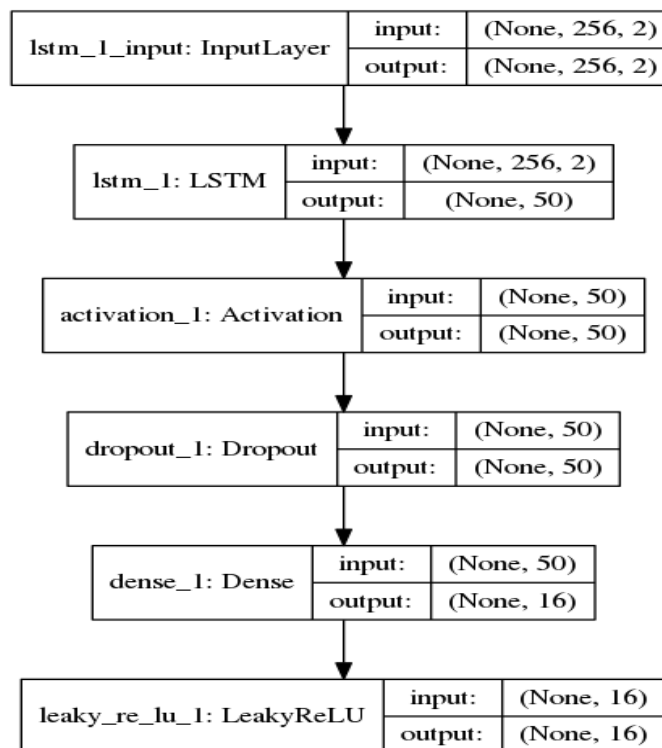 lstm_1_input: InputLayer
input: (None, 256, 2)
output: (None, 256, 2)
lstm_1: LSTM
input: (None, 256, 2)
output: (None, 50)
activation_1: Activation
input: (None, 50)
output: (None, 50)
dropout_1: Dropout
input: (None, 50)
output: (None, 50)
dense_1: Dense
input: (None, 50)
output: (None, 16)
leaky_re_lu_1: LeakyReLU
input: (None, 16)
output: (None, 16)